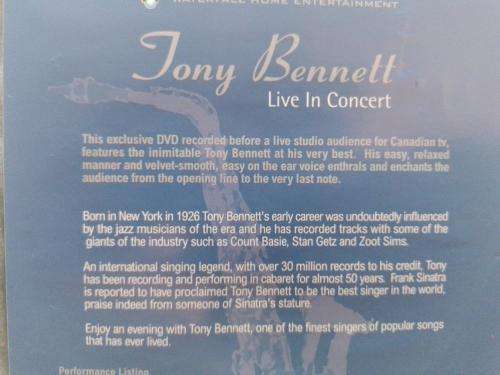 WATERFALL HOME ENTERTAINMENT
Tony Bennett
Live In Concert
This exclusive DVD recorded before a live studio audience for Canadian tv,
features the inimitable Tony Bennett at his very best. His easy, relaxed
manner and velvet-smooth, easy on the ear voice enthrals and enchants the
audience from the opening line to the very last note.
Born in New York in 1926 Tony Bennett's early career was undoubtedly influenced
by the jazz musicians of the era and he has recorded tracks with some of the
giants of the industry such as Count Basie, Stan Getz and Zoot Sims.
An international singing legend, with over 30 million records to his credit, Tony
has been recording and performing in cabaret for almost 50 years. Frank Sinatra
is reported to have proclaimed Tony Bennett to be the best singer in the world,
praise indeed from someone of Sinatra's stature.
Enjoy an evening with Tony Bennett, one of the finest singers of popular songs
that has ever lived.
Performance Listing